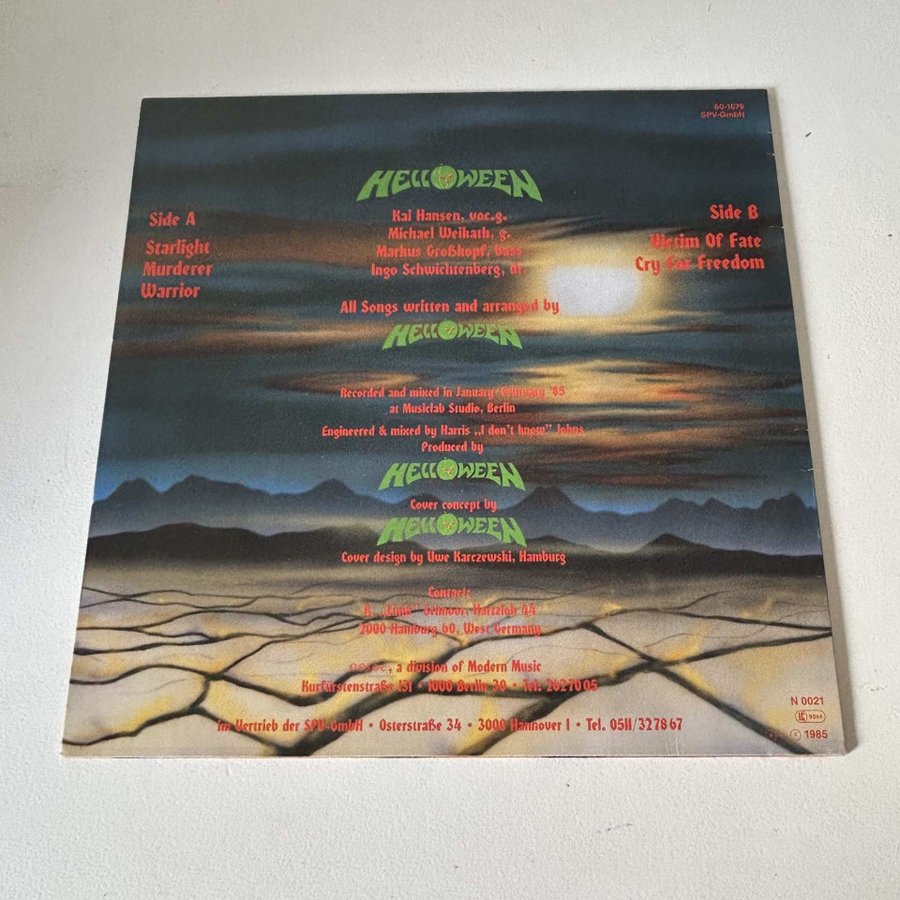 60-1679
SPV-GmbH
HELLOWEEN
Side A
Starlight
Murderer
Warrior
Kai Hansen, voc.g.
Michael Weikath, g.
Markus Großkopf, bass
Ingo Schwichtenberg, dr.
Side B
Victim Of Fate
Cry For Freedom
All Songs written and arranged by
HELLOWEEN
Recorded and mixed in January/February '85
at Musiclab Studio, Berlin
Engineered & mixed by Harris „I don't know" Johns
Produced by
HELLOWEEN
Cover concept by
HELLOWEEN
Cover design by Uwe Karczewski, Hamburg
Contact:
Hartzloh 44
2000 Hamburg 60, West Germany
, a division of Modern Music
Kurfürstenstraße 131 • 1000 Berlin 30 • Tel: 2627005
im Vertrieb der SPV-GmbH • Osterstraße 34 • 3000 Hannover 1 • Tel. 0511/327867
N 0021
LC 9066
1985